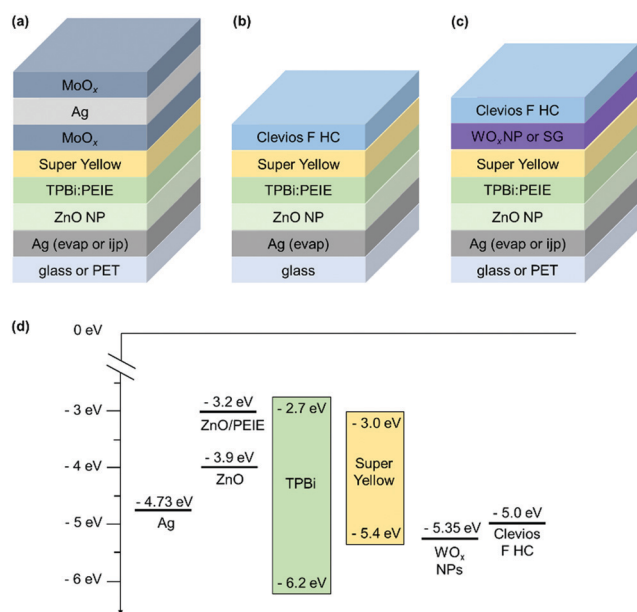 (a)
MoOₓ
Ag
MoOₓ
Super Yellow
TPBi:PEIE
ZnO NP
Ag (evap or ijp)
glass or PET
(b)
Clevios F HC
Super Yellow
TPBi:PEIE
ZnO NP
Ag (evap)
glass
(c)
Clevios F HC
WOₓNP or SG
Super Yellow
TPBi:PEIE
ZnO NP
Ag (evap or ijp)
glass or PET
(d)
0 eV
- 3 eV
- 4 eV
- 5 eV
- 6 eV
- 4.73 eV
Ag
- 3.2 eV
ZnO/PEIE
- 3.9 eV
ZnO
- 2.7 eV
TPBi
- 6.2 eV
- 3.0 eV
Super
Yellow
- 5.4 eV
- 5.35 eV
WOₓ
NPs
- 5.0 eV
Clevios
F HC